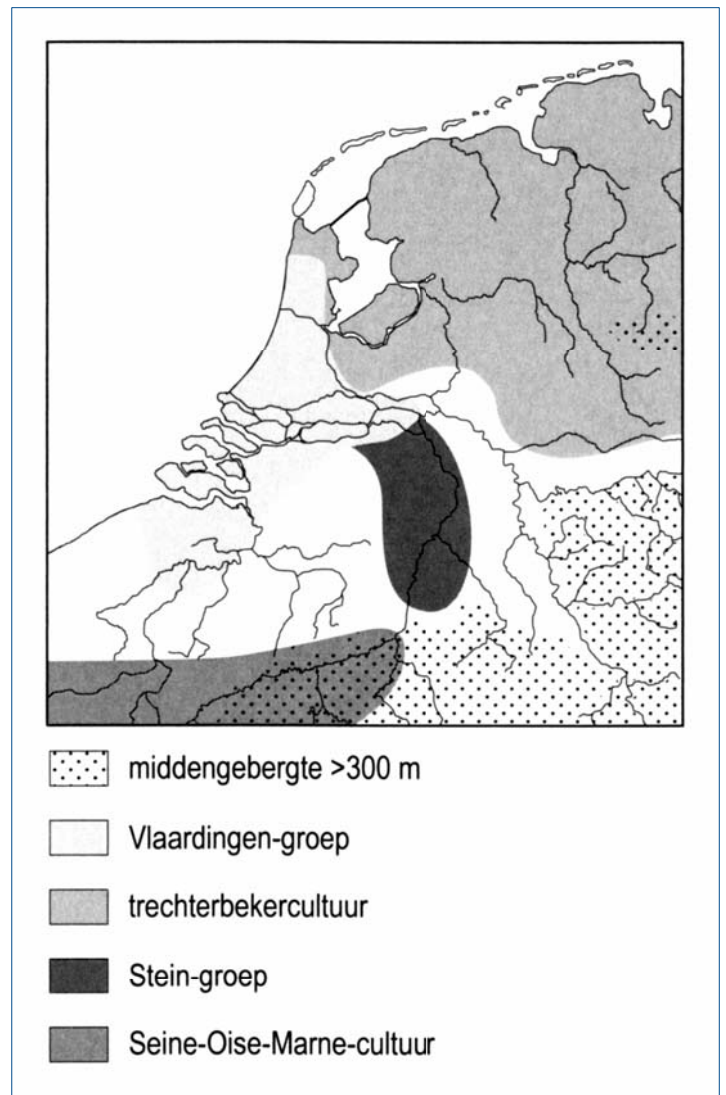 middengebergte >300 m
Vlaardingen-groep
trechterbekercultuur
Stein-groep
Seine-Oise-Marne-cultuur